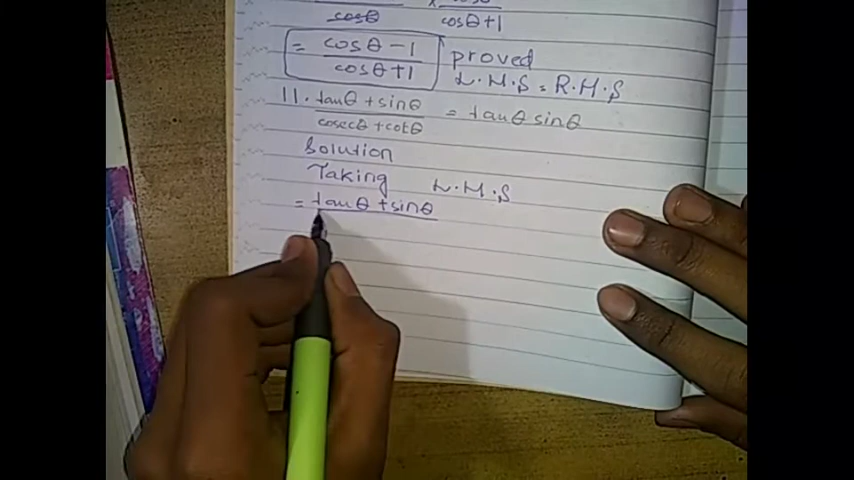 cosθ cosθ+1
= cosθ - 1 / cosθ + 1 proved
L.H.S = R.H.S
11. tanθ + sinθ / cosecθ + cotθ = tanθ sinθ
Solution
Taking L.H.S
= tanθ + sinθ